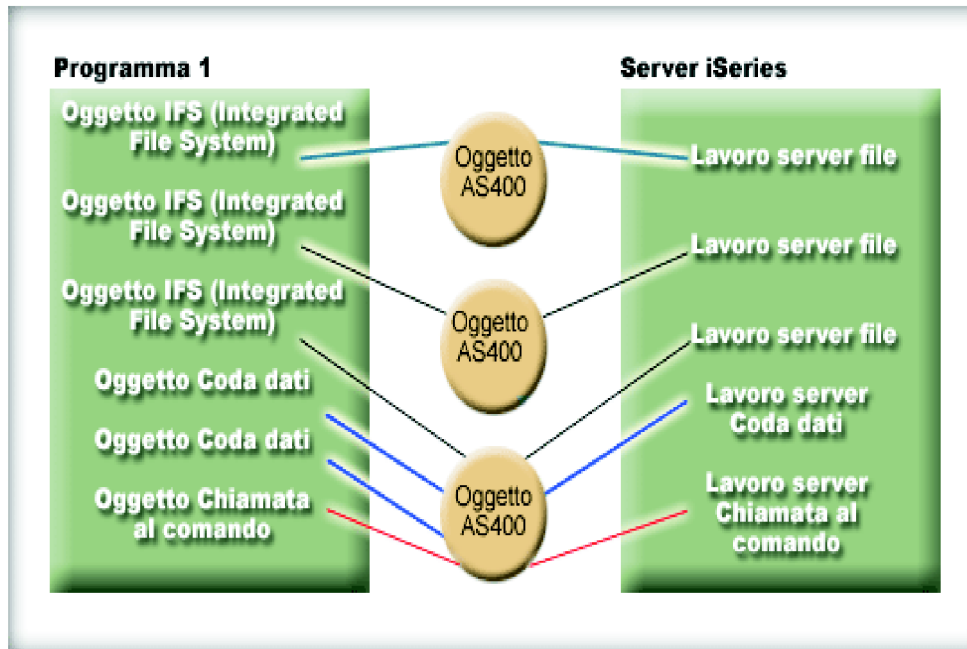 Programma 1
Oggetto IFS (Integrated
File System)
Oggetto IFS (Integrated
File System)
Oggetto IFS (Integrated
File System)
Oggetto Coda dati
Oggetto Coda dati
Oggetto Chiamata
al comando
Oggetto
AS400
Oggetto
AS400
Oggetto
AS400
Server iSeries
Lavoro server file
Lavoro server file
Lavoro server file
Lavoro server
Coda dati
Lavoro server
Chiamata al
comando